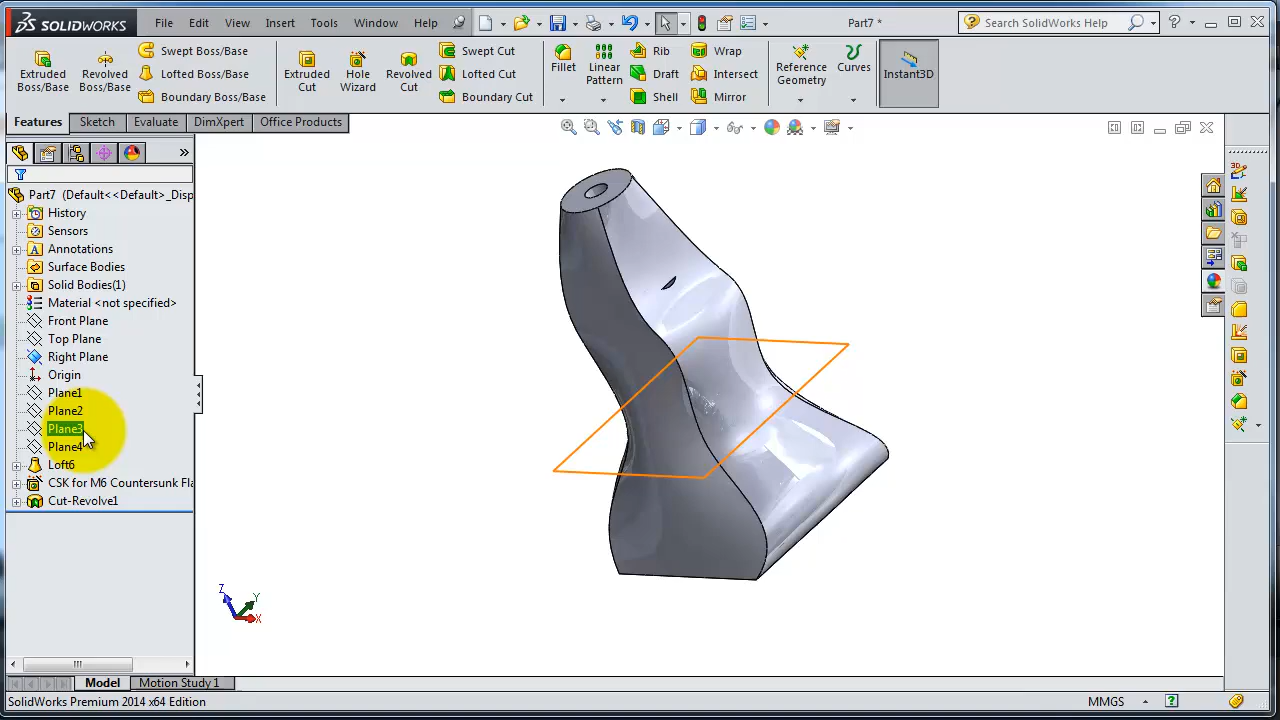 SOLIDWORKS File Edit View Insert Tools Window Help Part7 * Search SolidWorks Help
Extruded Boss/Base
Revolved Boss/Base
Swept Boss/Base
Lofted Boss/Base
Boundary Boss/Base
Extruded Cut
Hole Wizard
Revolved Cut
Swept Cut
Lofted Cut
Boundary Cut
Fillet
Linear Pattern
Rib
Draft
Shell
Wrap
Intersect
Mirror
Reference Geometry
Curves
Instant3D
Features Sketch Evaluate DimXpert Office Products
Part7 (Default<<Default>_Disp
History
Sensors
Annotations
Surface Bodies
Solid Bodies(1)
Material <not specified>
Front Plane
Top Plane
Right Plane
Origin
Plane1
Plane2
Plane3
Plane4
Loft6
CSK for M6 Countersunk Fla
Cut-Revolve1
Z
Y
X
Model Motion Study 1
SolidWorks Premium 2014 x64 Edition MMGS